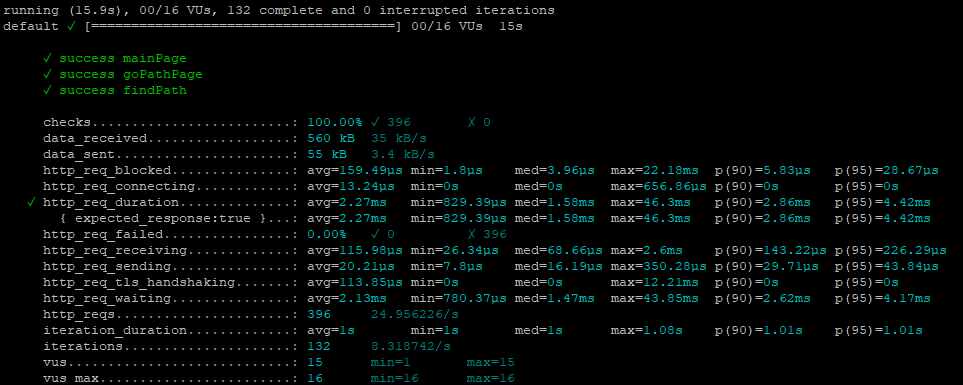 running (15.9s), 00/16 VUs, 132 complete and 0 interrupted iterations
default ✓ [======================================] 00/16 VUs  15s
✓ success mainPage
✓ success goPathPage
✓ success findPath
checks.........................: 100.00% ✓ 396 ✗ 0
data_received..................: 560 kB 35 kB/s
data_sent......................: 55 kB 3.4 kB/s
http_req_blocked...............: avg=159.49µs min=1.8µs med=3.96µs max=22.18ms p(90)=5.83µs p(95)=28.67µs
http_req_connecting............: avg=13.24µs min=0s med=0s max=656.86µs p(90)=0s p(95)=0s
✓ http_req_duration..............: avg=2.27ms min=829.39µs med=1.58ms max=46.3ms p(90)=2.86ms p(95)=4.42ms
{ expected_response:true }...: avg=2.27ms min=829.39µs med=1.58ms max=46.3ms p(90)=2.86ms p(95)=4.42ms
http_req_failed................: 0.00% ✓ 0 ✗ 396
http_req_receiving.............: avg=115.98µs min=26.34µs med=68.66µs max=2.6ms p(90)=143.22µs p(95)=226.29µs
http_req_sending...............: avg=20.21µs min=7.8µs med=16.19µs max=350.28µs p(90)=29.71µs p(95)=43.84µs
http_req_tls_handshaking.......: avg=113.85µs min=0s med=0s max=12.21ms p(90)=0s p(95)=0s
http_req_waiting...............: avg=2.13ms min=780.37µs med=1.47ms max=43.85ms p(90)=2.62ms p(95)=4.17ms
http_reqs......................: 396 24.956226/s
iteration_duration.............: avg=1s min=1s med=1s max=1.08s p(90)=1.01s p(95)=1.01s
iterations.....................: 132 8.318742/s
vus............................: 15 min=1 max=15
vus_max........................: 16 min=16 max=16